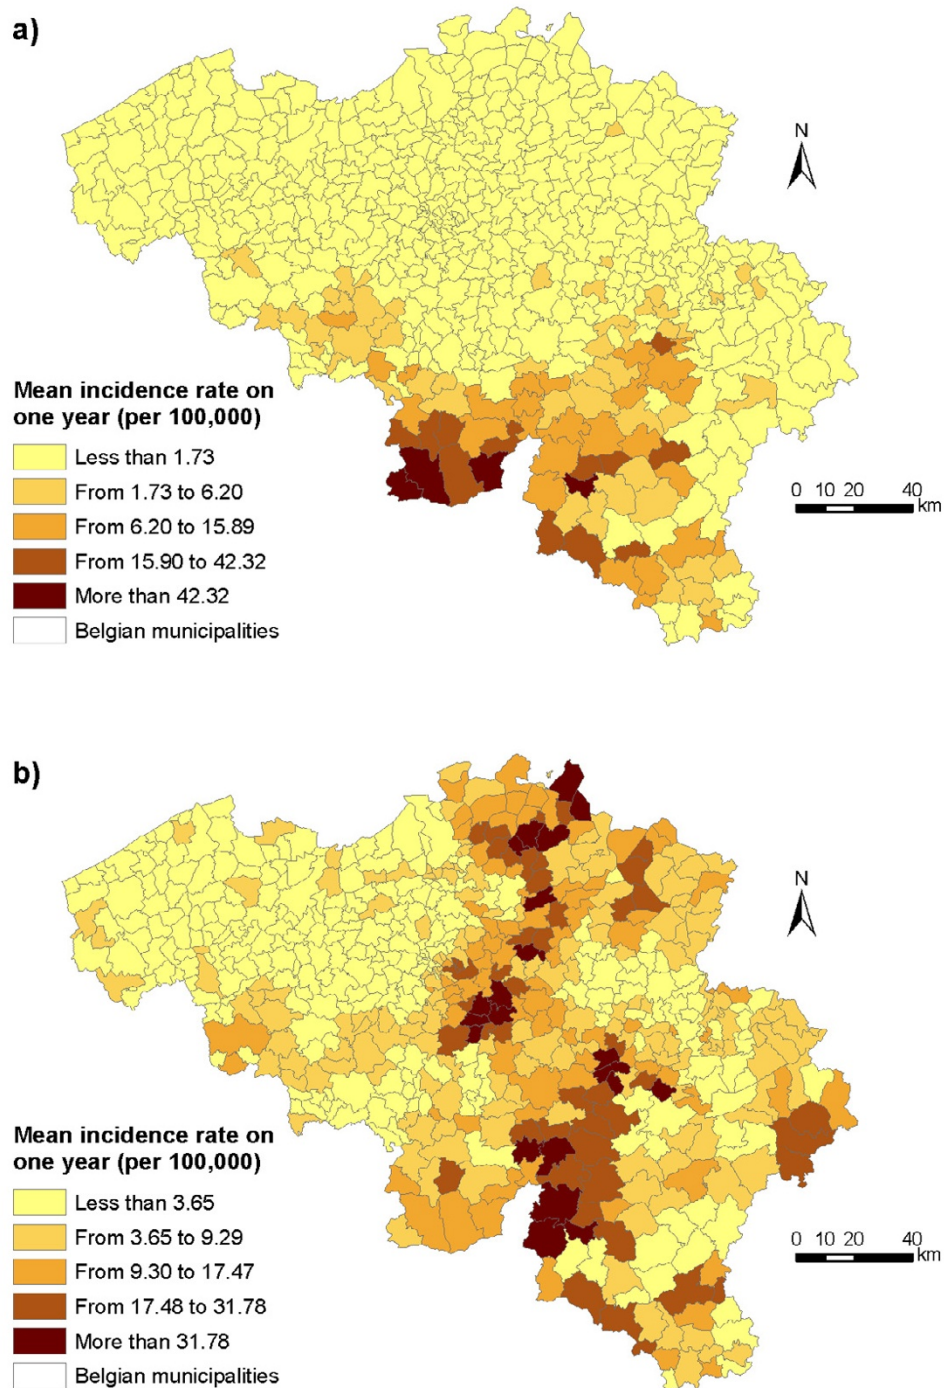 a)
N
Mean incidence rate on
one year (per 100,000)
Less than 1.73
From 1.73 to 6.20
From 6.20 to 15.89
From 15.90 to 42.32
More than 42.32
Belgian municipalities
0 10 20 40
km
b)
N
Mean incidence rate on
one year (per 100,000)
Less than 3.65
From 3.65 to 9.29
From 9.30 to 17.47
From 17.48 to 31.78
More than 31.78
Belgian municipalities
0 10 20 40
km